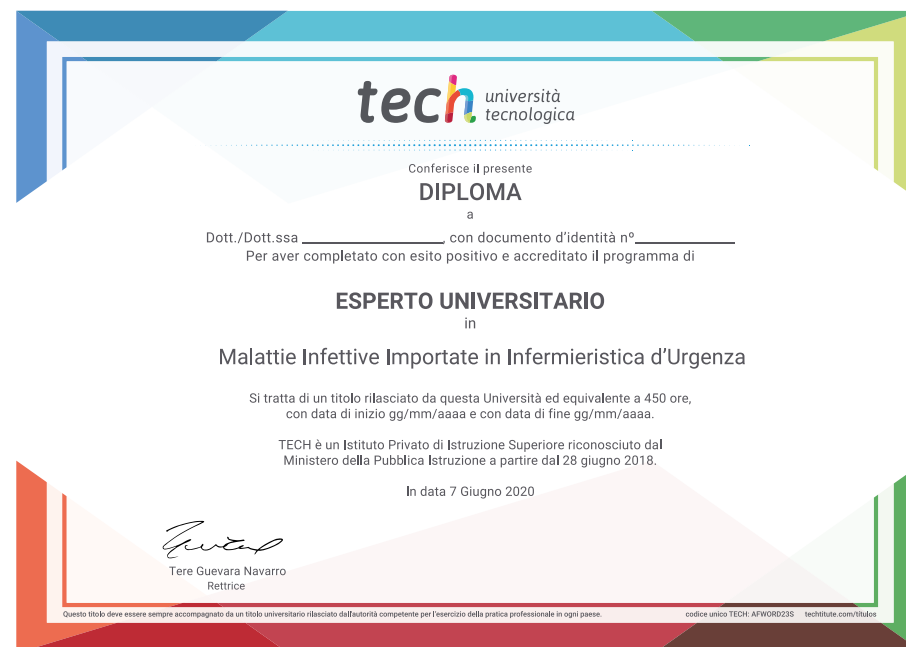 tech università
tecnologica
Conferisce il presente
DIPLOMA
a
Dott./Dott.ssa ________________, con documento d'identità nº____________
Per aver completato con esito positivo e accreditato il programma di
ESPERTO UNIVERSITARIO
in
Malattie Infettive Importate in Infermieristica d'Urgenza
Si tratta di un titolo rilasciato da questa Università ed equivalente a 450 ore,
con data di inizio gg/mm/aaaa e con data di fine gg/mm/aaaa.
TECH è un Istituto Privato di Istruzione Superiore riconosciuto dal
Ministero della Pubblica Istruzione a partire dal 28 giugno 2018.
In data 7 Giugno 2020
Tere Guevara Navarro
Rettrice
Questo titolo deve essere sempre accompagnato da un titolo universitario rilasciato dall'autorità competente per l'esercizio della pratica professionale in ogni paese. codice unico TECH: AFWORD23S techtitute.com/titulos